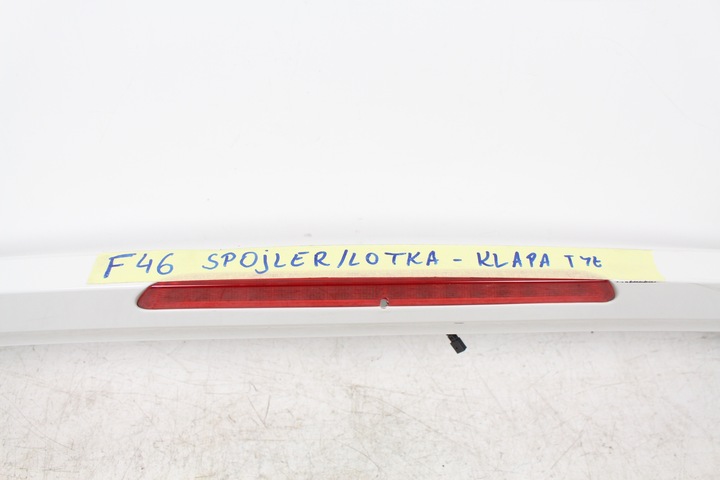 F46 SPOjLER/LOTKA - KLAPA TYŁ